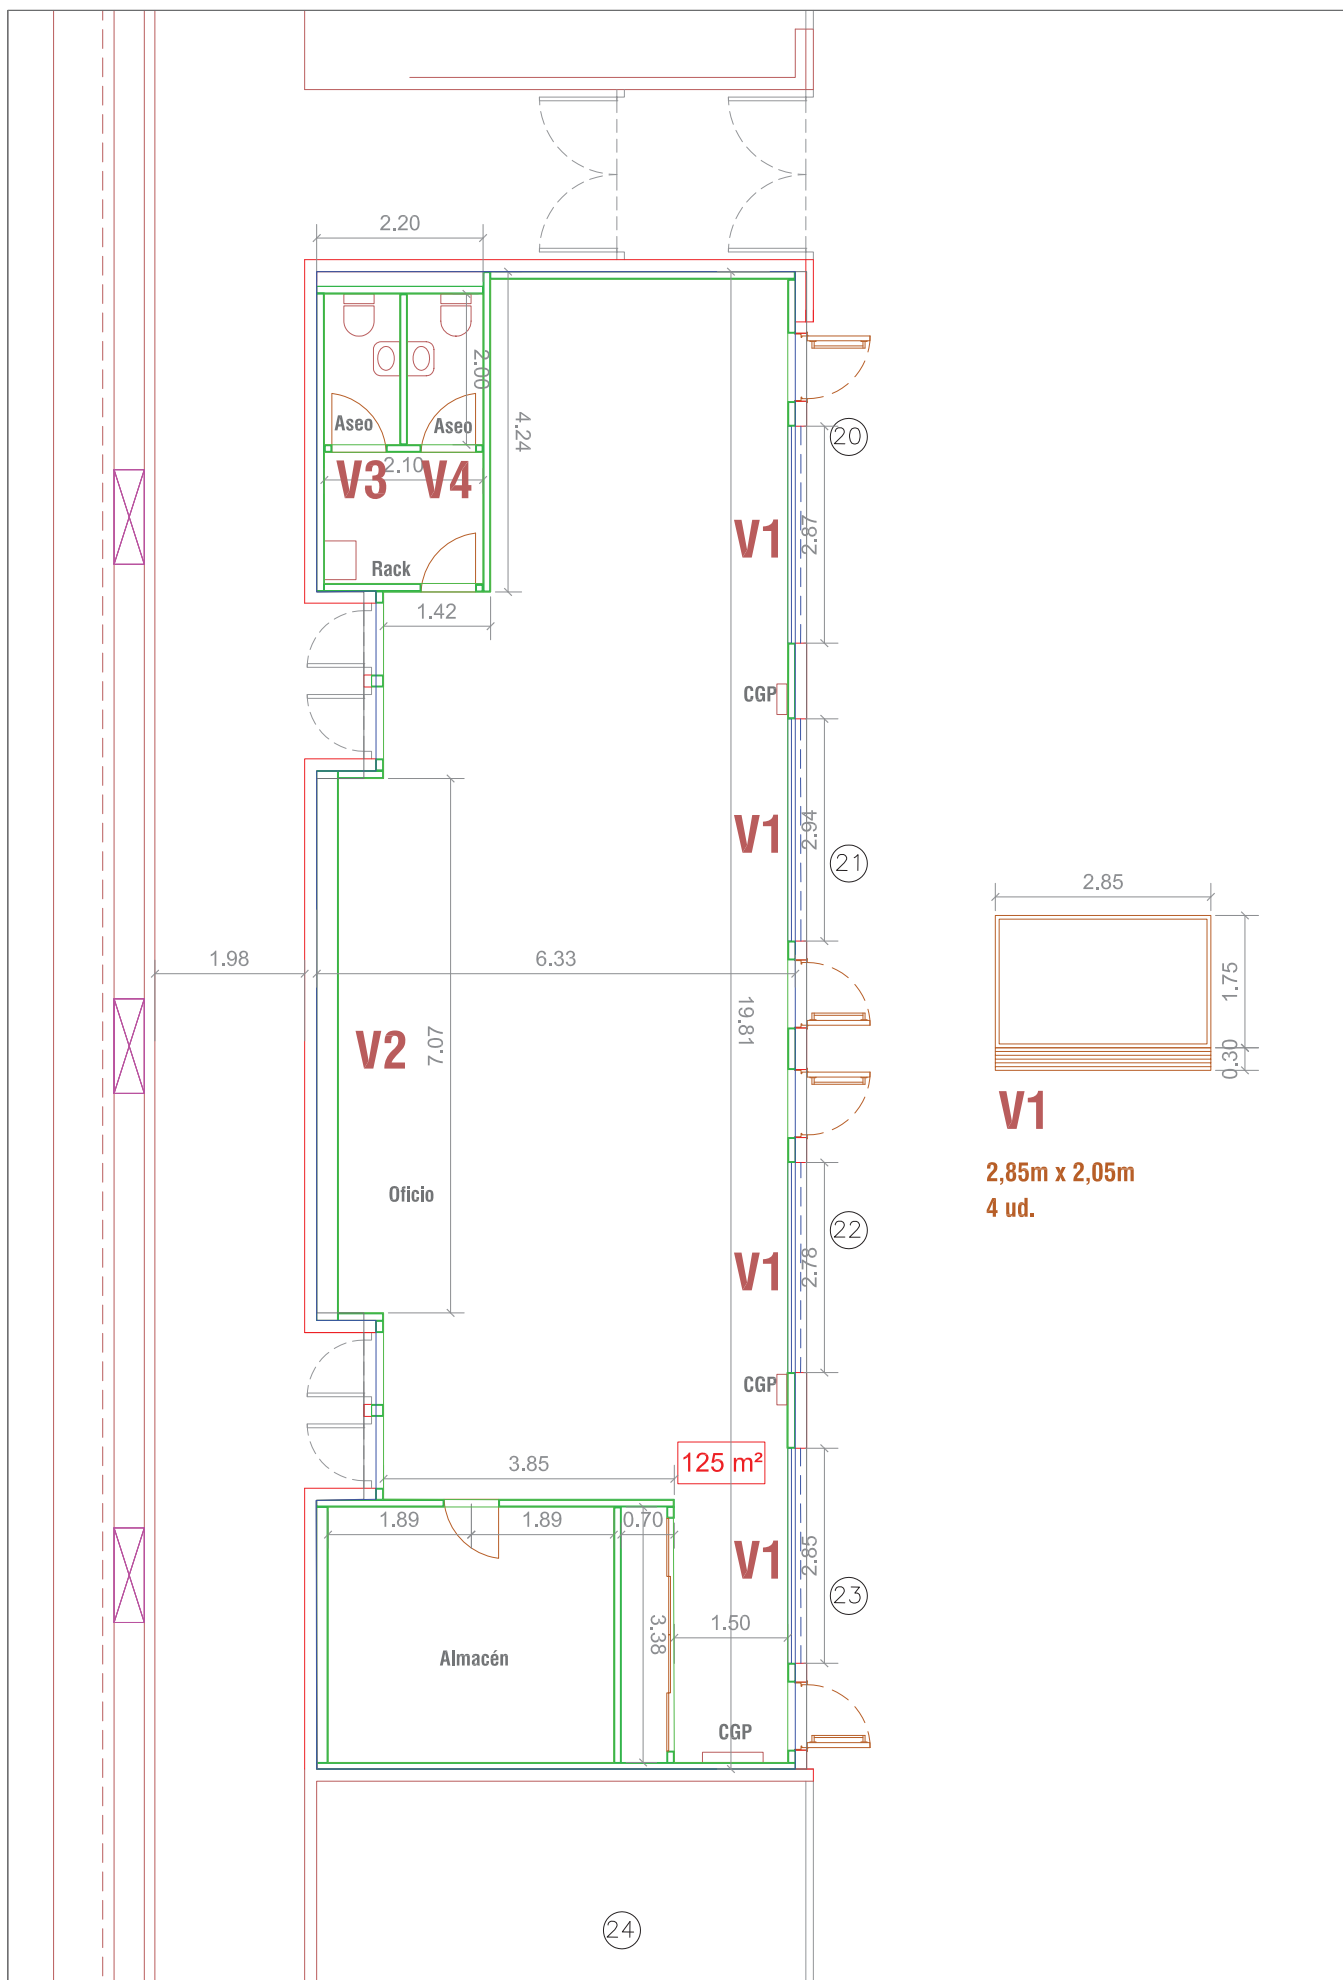 2.20
2.00
4.24
Aseo
Aseo
20
2.10
V3
V4
V1
2.87
Rack
1.42
CGP
V1
2.94
21
2.85
1.75
0.30
1.98
6.33
19.81
V2
7.07
V1
2,85m x 2,05m
4 ud.
Oficio
22
V1
2.78
CGP
3.85
125 m²
1.89
1.89
0.70
V1
2.85
23
3.38
1.50
Almacén
CGP
24